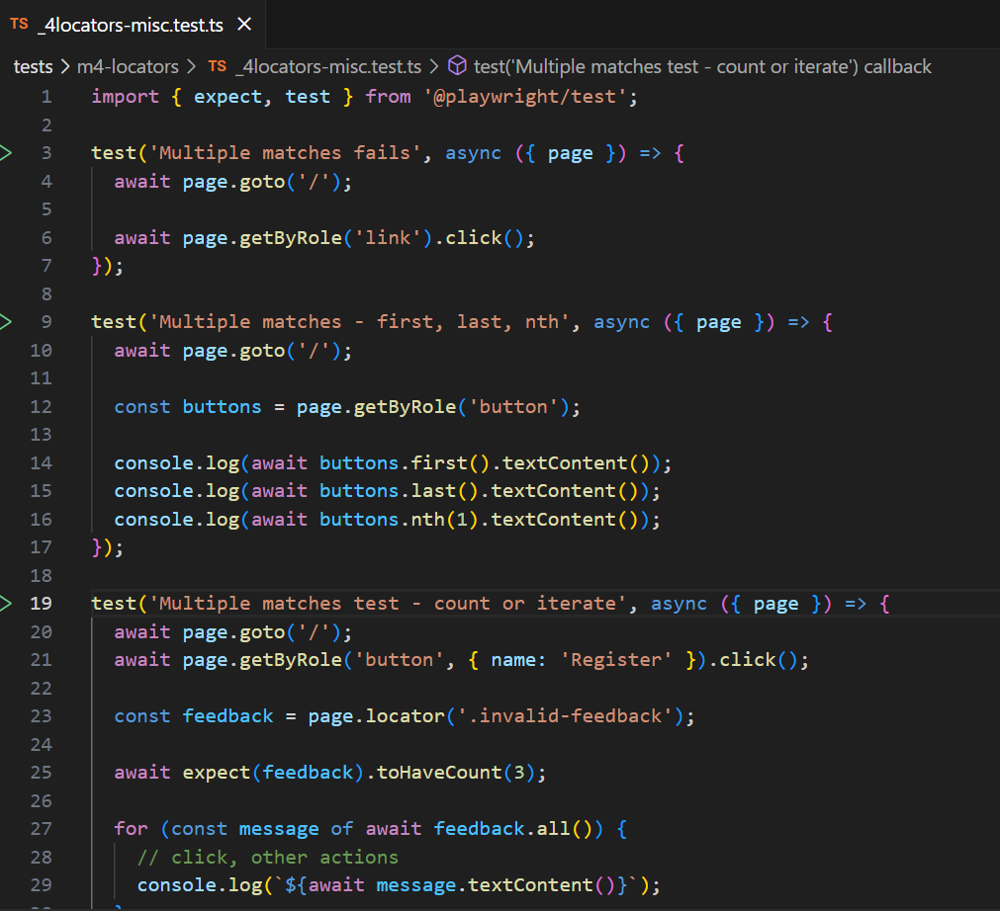 TS _4locators-misc.test.ts ×
tests > m4-locators > TS _4locators-misc.test.ts > test('Multiple matches test - count or iterate') callback
1 import { expect, test } from '@playwright/test';
2
3 test('Multiple matches fails', async ({ page }) => {
4 await page.goto('/');
5
6 await page.getByRole('link').click();
7 });
8
9 test('Multiple matches - first, last, nth', async ({ page }) => {
10 await page.goto('/');
11
12 const buttons = page.getByRole('button');
13
14 console.log(await buttons.first().textContent());
15 console.log(await buttons.last().textContent());
16 console.log(await buttons.nth(1).textContent());
17 });
18
19 test('Multiple matches test - count or iterate', async ({ page }) => {
20 await page.goto('/');
21 await page.getByRole('button', { name: 'Register' }).click();
22
23 const feedback = page.locator('.invalid-feedback');
24
25 await expect(feedback).toHaveCount(3);
26
27 for (const message of await feedback.all()) {
28 // click, other actions
29 console.log(`${await message.textContent()}`);